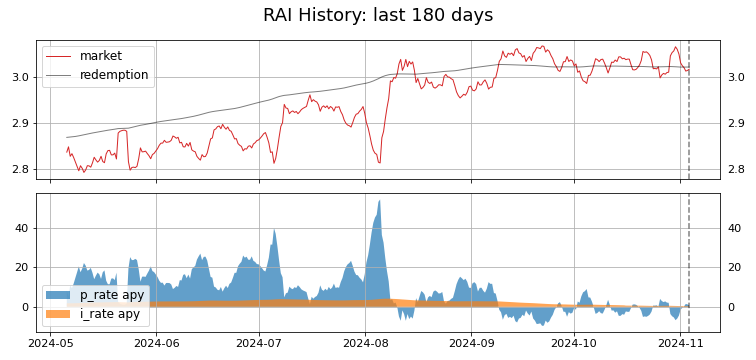 RAI History: last 180 days
market
redemption
3.0 3.0
2.9 2.9
2.8 2.8
40 40
20 20
0 0
p_rate apy
i_rate apy
2024-05 2024-06 2024-07 2024-08 2024-09 2024-10 2024-11